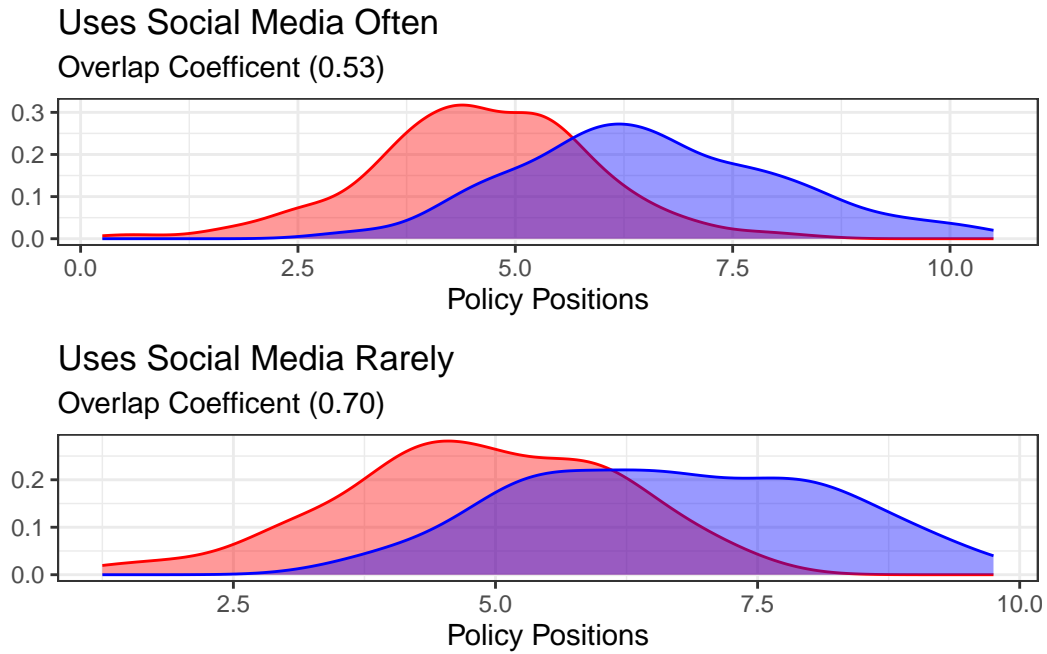 Uses Social Media Often
Overlap Coefficent (0.53)
0.3
0.2
0.1
0.0
0.0 2.5 5.0 7.5 10.0
Policy Positions
Uses Social Media Rarely
Overlap Coefficent (0.70)
0.2
0.1
0.0
2.5 5.0 7.5 10.0
Policy Positions